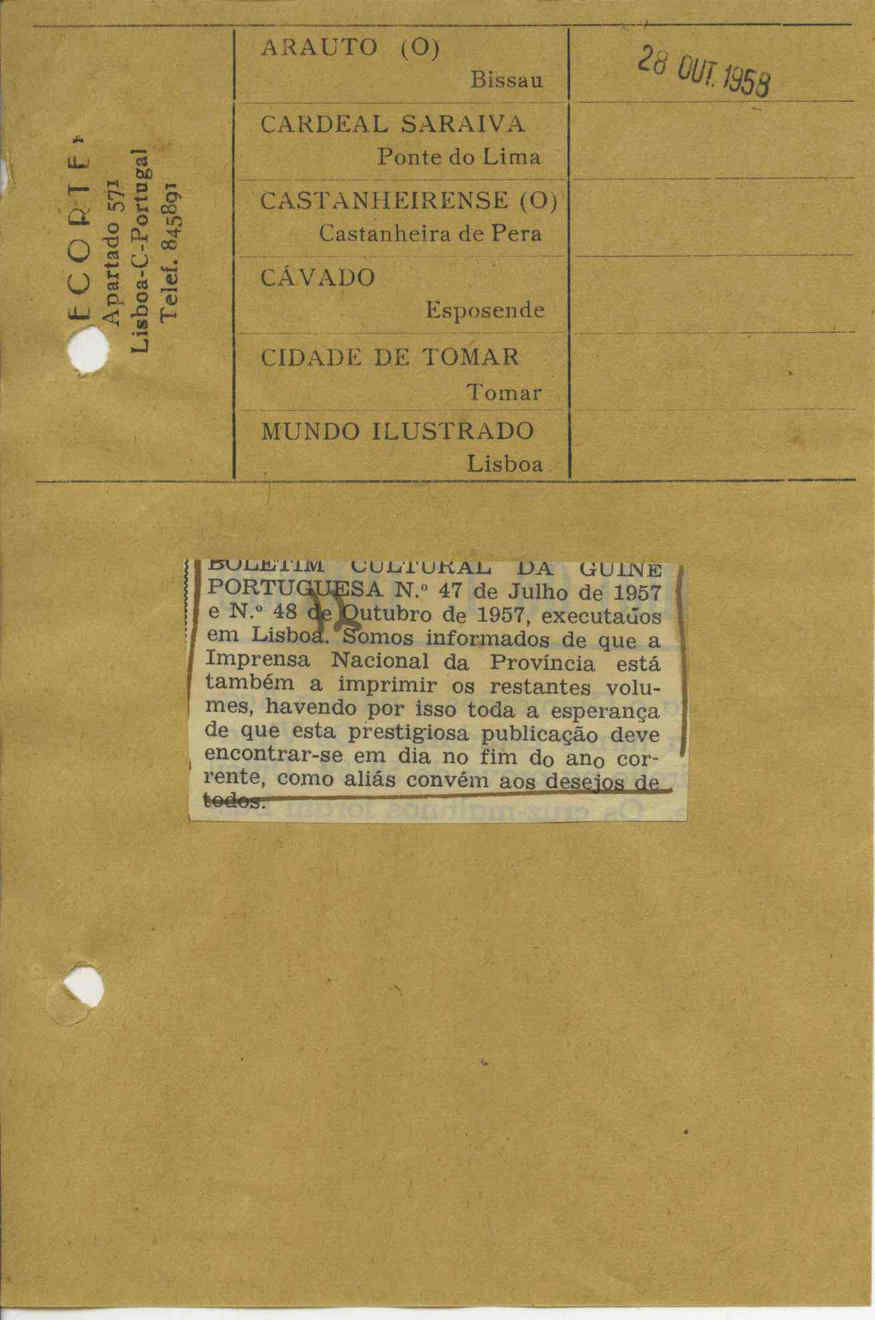 ECORTE
Apartado 571
Lisboa-C-Portugal
Telef. 845891
ARAUTO (O)
Bissau
28 OUT. 1958
CARDEAL SARAIVA
Ponte do Lima
CASTANHEIRENSE (O)
Castanheira de Pera
CÁVADO
Esposende
CIDADE DE TOMAR
Tomar
MUNDO ILUSTRADO
Lisboa
BOLETIM CULTURAL DA GUINÉ
PORTUGUESA N.º 47 de Julho de 1957
e N.º 48 de Outubro de 1957, executados
em Lisboa. Somos informados de que a
Imprensa Nacional da Província está
também a imprimir os restantes volu-
mes, havendo por isso toda a esperança
de que esta prestigiosa publicação deve
encontrar-se em dia no fim do ano cor-
rente, como aliás convém aos desejos de
todos.